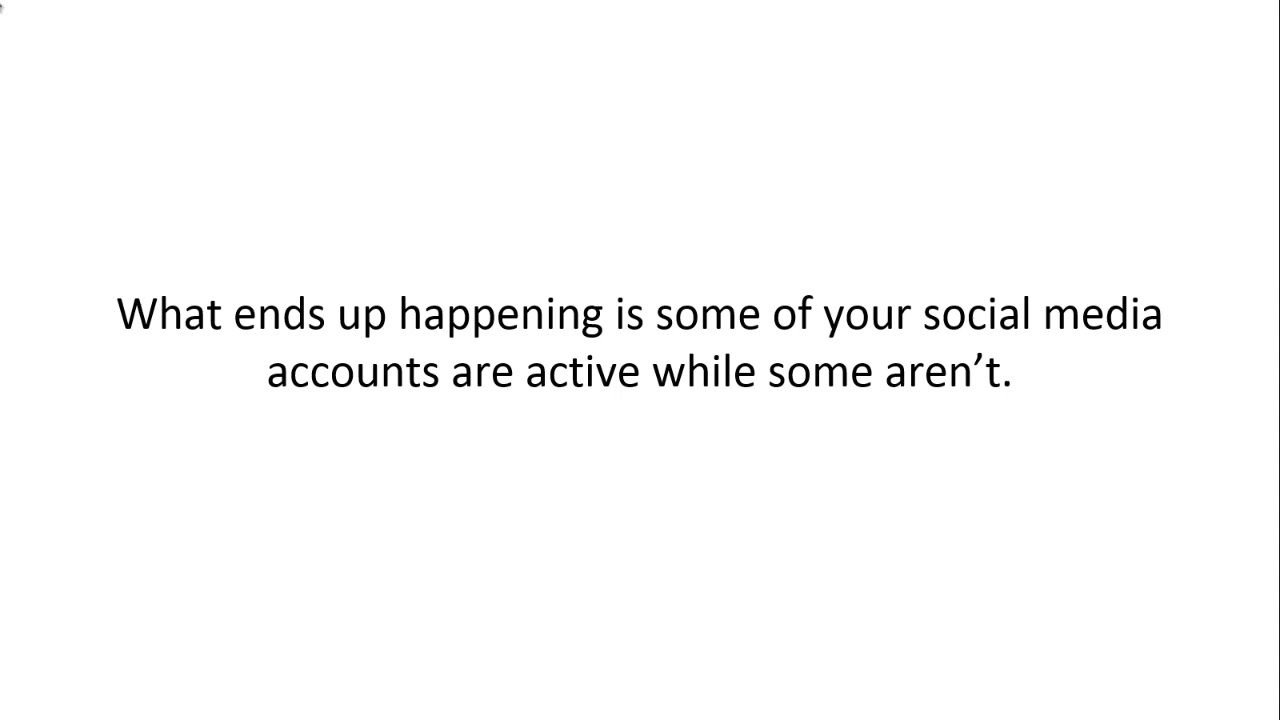 What ends up happening is some of your social media
accounts are active while some aren’t.